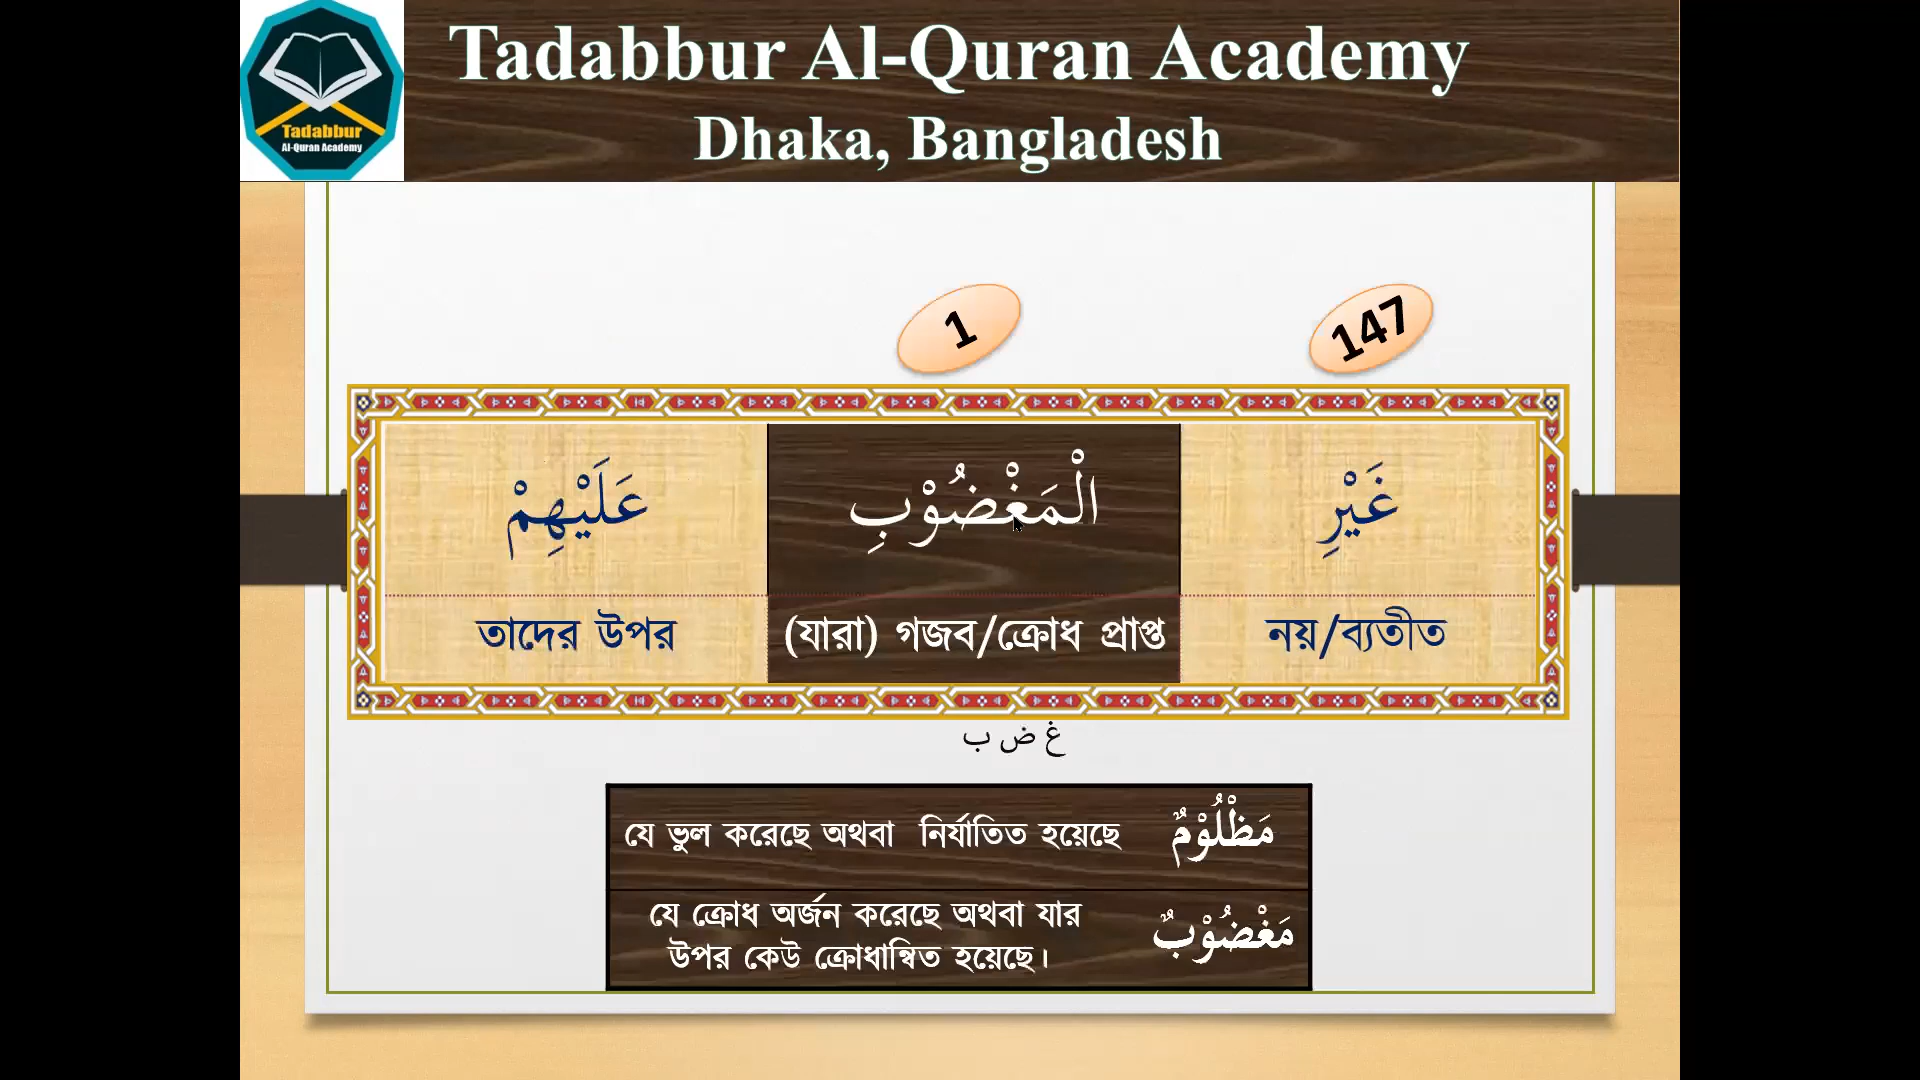 Tadabbur
Al-Quran Academy
Tadabbur Al-Quran Academy
Dhaka, Bangladesh
1
147
غَيْرِ
الْمَغْضُوْبِ
عَلَيْهِمْ
নয়/ব্যতীত
(যারা) গজব/ক্রোধ প্রাপ্ত
তাদের উপর
غ ض ب
مَظْلُوْمٌ
যে ভুল করেছে অথবা নির্যাতিত হয়েছে
مَغْضُوْبٌ
যে ক্রোধ অর্জন করেছে অথবা যার
উপর কেউ ক্রোধান্বিত হয়েছে।